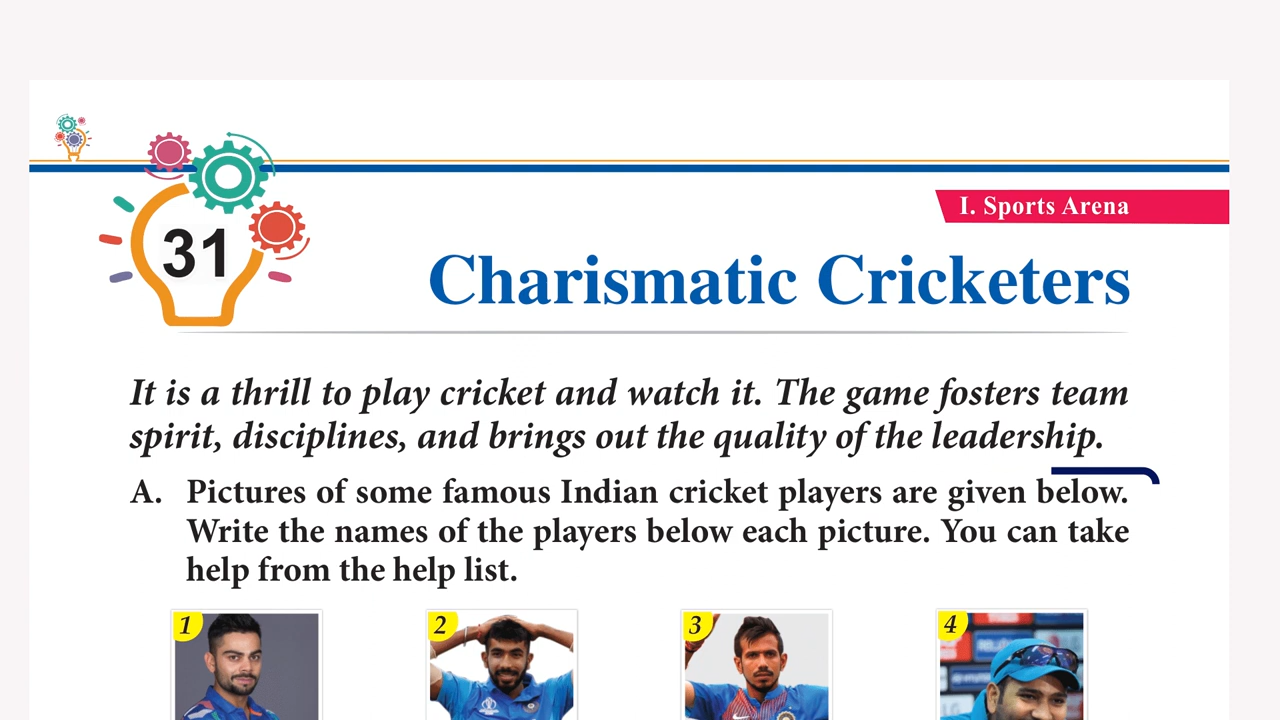 I. Sports Arena
31
Charismatic Cricketers
It is a thrill to play cricket and watch it. The game fosters team
spirit, disciplines, and brings out the quality of the leadership.
A. Pictures of some famous Indian cricket players are given below.
Write the names of the players below each picture. You can take
help from the help list.
1 2 3 4